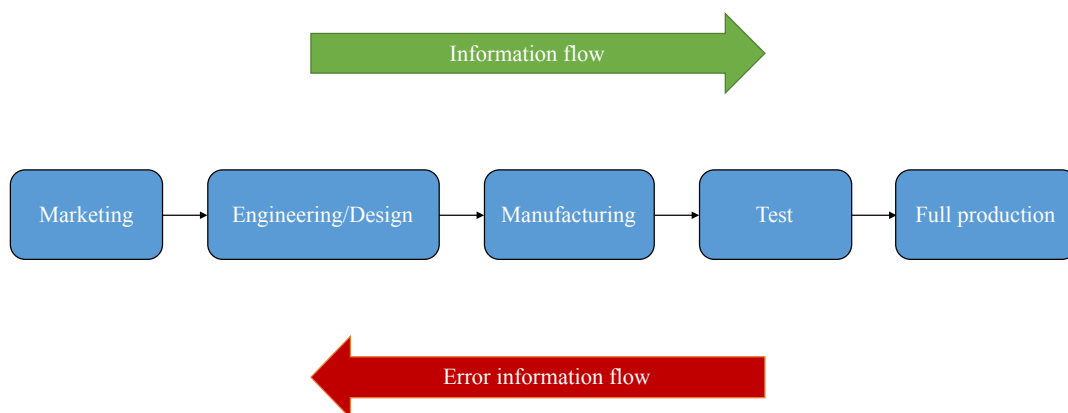 Information flow
Marketing
Engineering/Design
Manufacturing
Test
Full production
Error information flow